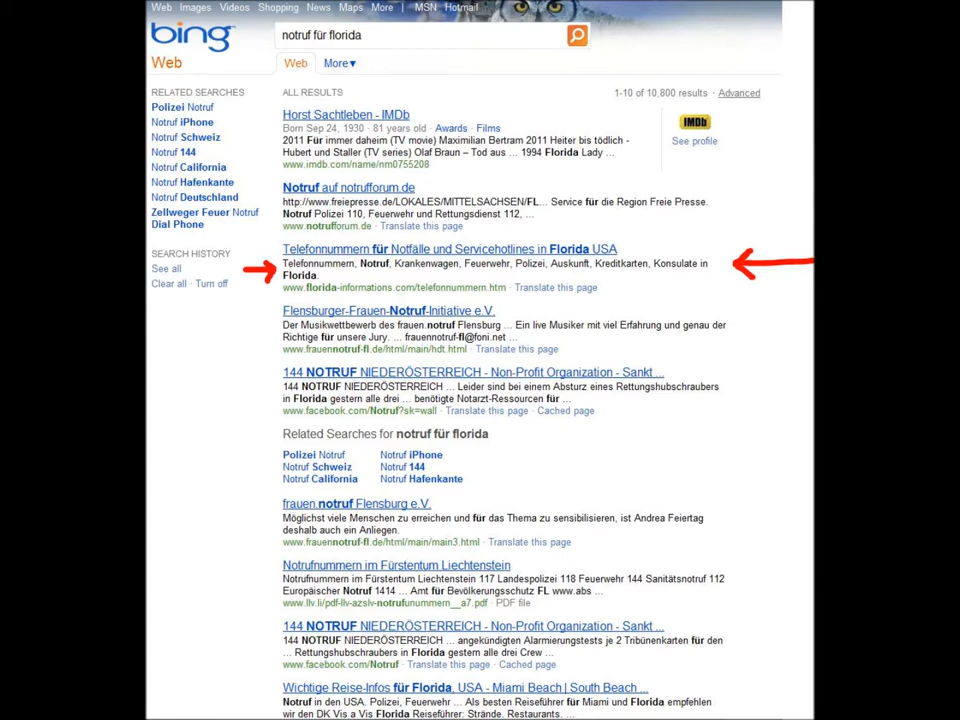 Web Images Videos Shopping News Maps More | MSN Hotmail
bing
notruf für florida
Web
Web More▾
RELATED SEARCHES
Polizei Notruf
Notruf iPhone
Notruf Schweiz
Notruf 144
Notruf California
Notruf Hafenkante
Notruf Deutschland
Zellweger Feuer Notruf
Dial Phone
SEARCH HISTORY
See all
Clear all · Turn off
ALL RESULTS
1-10 of 10,800 results · Advanced
Horst Sachtleben - IMDb
Born Sep 24, 1930 · 81 years old · Awards · Films
2011 Für immer daheim (TV movie) Maximilian Bertram 2011 Heiter bis tödlich -
Hubert und Staller (TV series) Olaf Braun – Tod aus ... 1994 Florida Lady ...
www.imdb.com/name/nm0755208
IMDb
See profile
Notruf auf notrufforum.de
http://www.freiepresse.de/LOKALES/MITTELSACHSEN/FL... Service für die Region Freie Presse.
Notruf Polizei 110, Feuerwehr und Rettungsdienst 112, ...
www.notrufforum.de · Translate this page
Telefonnummern für Notfälle und Servicehotlines in Florida USA
Telefonnummern, Notruf, Krankenwagen, Feuerwehr, Polizei, Auskunft, Kreditkarten, Konsulate in
Florida.
www.florida-informations.com/telefonnummern.htm · Translate this page
Flensburger-Frauen-Notruf-Initiative e.V.
Der Musikwettbewerb des frauen.notruf Flensburg ... Ein live Musiker mit viel Erfahrung und genau der
Richtige für unsere Jury. ... frauennotruf-fl@foni.net ...
www.frauennotruf-fl.de/html/main/hdt.html · Translate this page
144 NOTRUF NIEDERÖSTERREICH - Non-Profit Organization - Sankt ...
144 NOTRUF NIEDERÖSTERREICH ... Leider sind bei einem Absturz eines Rettungshubschraubers
in Florida gestern alle drei ... benötigte Notarzt-Ressourcen für ...
www.facebook.com/Notruf?sk=wall · Translate this page · Cached page
Related Searches for notruf für florida
Polizei Notruf Notruf iPhone
Notruf Schweiz Notruf 144
Notruf California Notruf Hafenkante
frauen.notruf Flensburg e.V.
Möglichst viele Menschen zu erreichen und für das Thema zu sensibilisieren, ist Andrea Feiertag
deshalb auch ein Anliegen.
www.frauennotruf-fl.de/html/main/main3.html · Translate this page
Notrufnummern im Fürstentum Liechtenstein
Notrufnummern im Fürstentum Liechtenstein 117 Landespolizei 118 Feuerwehr 144 Sanitätsnotruf 112
Europäischer Notruf 1414 ... Amt für Bevölkerungsschutz FL www.abs ...
www.llv.li/pdf-llv-azslv-notrufunummern__a7.pdf · PDF file
144 NOTRUF NIEDERÖSTERREICH - Non-Profit Organization - Sankt ...
144 NOTRUF NIEDERÖSTERREICH ... angekündigten Alarmierungstests je 2 Tribünenkarten für den
... Rettungshubschraubers in Florida gestern alle drei Crew ...
www.facebook.com/Notruf · Translate this page · Cached page
Wichtige Reise-Infos für Florida, USA - Miami Beach | South Beach ...
Notruf in den USA. Polizei, Feuerwehr ... Als besten Reiseführer für Miami und Florida empfehlen
wir den DK Vis a Vis Florida Reiseführer: Strände, Restaurants, ...